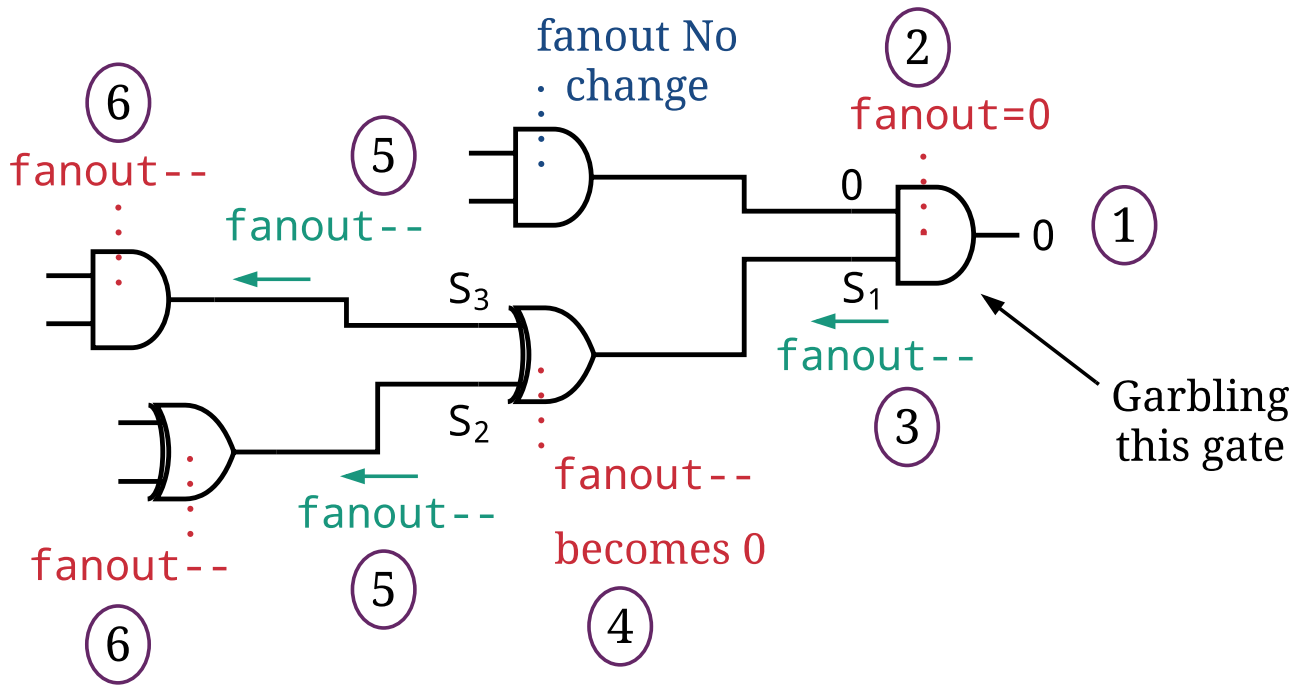 fanout No
change
2
fanout=0
6
fanout--
5
fanout--
0
0
1
S₃
S₁
fanout--
S₂
3
Garbling
this gate
fanout--
becomes 0
4
fanout--
5
fanout--
6